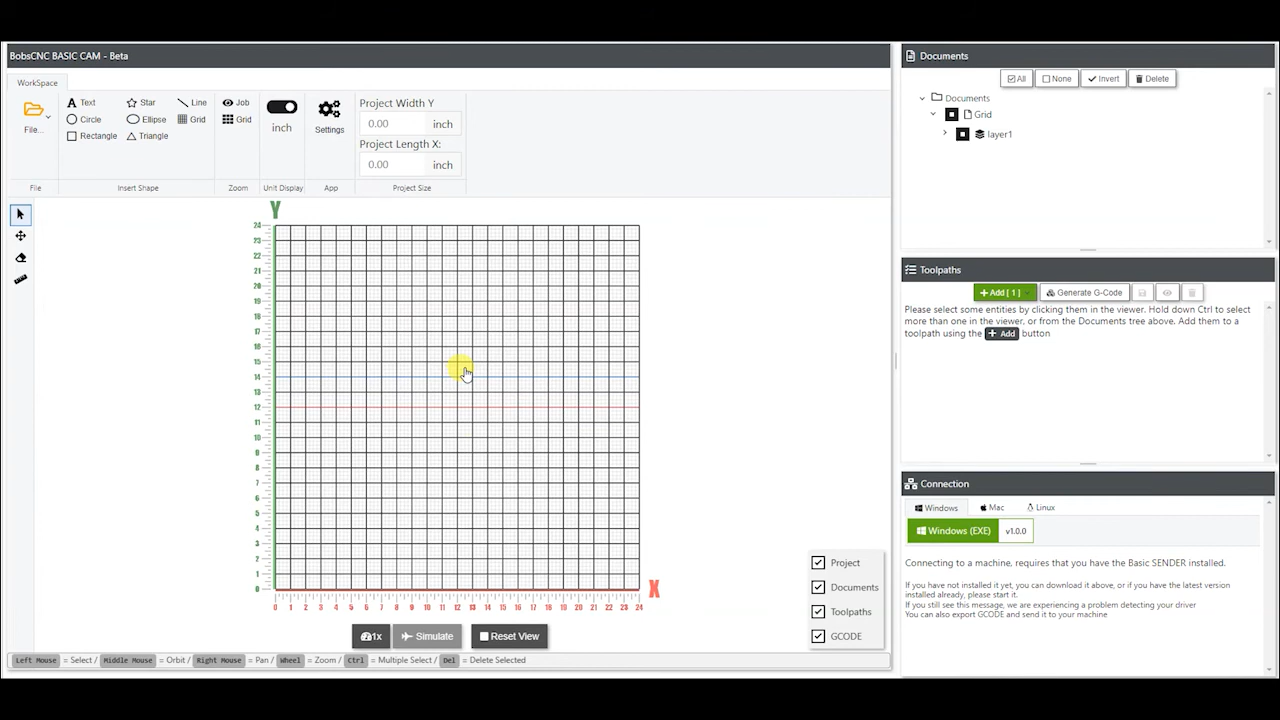 BobsCNC BASIC CAM - Beta
WorkSpace
File...
Text
Star
Line
Circle
Ellipse
Grid
Rectangle
Triangle
Job
Grid
inch
Settings
Project Width Y
0.00 inch
Project Length X:
0.00 inch
File
Insert Shape
Zoom
Unit Display
App
Project Size
Y
24
23
22
21
20
19
18
17
16
15
14
13
12
11
10
9
8
7
6
5
4
3
2
1
0
0 1 2 3 4 5 6 7 8 9 10 11 12 13 14 15 16 17 18 19 20 21 22 23 24
X
Project
Documents
Toolpaths
GCODE
1x
Simulate
Reset View
Left Mouse = Select / Middle Mouse = Orbit / Right Mouse = Pan / Wheel = Zoom / Ctrl = Multiple Select / Del = Delete Selected
Documents
All
None
Invert
Delete
Documents
Grid
layer1
Toolpaths
Add [ 1 ]
Generate G-Code
Please select some entities by clicking them in the viewer. Hold down Ctrl to select
more than one in the viewer, or from the Documents tree above. Add them to a
toolpath using the + Add button
Connection
Windows
Mac
Linux
Windows (EXE)
v1.0.0
Connecting to a machine, requires that you have the Basic SENDER installed.
If you have not installed it yet, you can download it above, or if you have the latest version
installed already, please start it.
If you still see this message, we are experiencing a problem detecting your driver
You can also export GCODE and send it to your machine